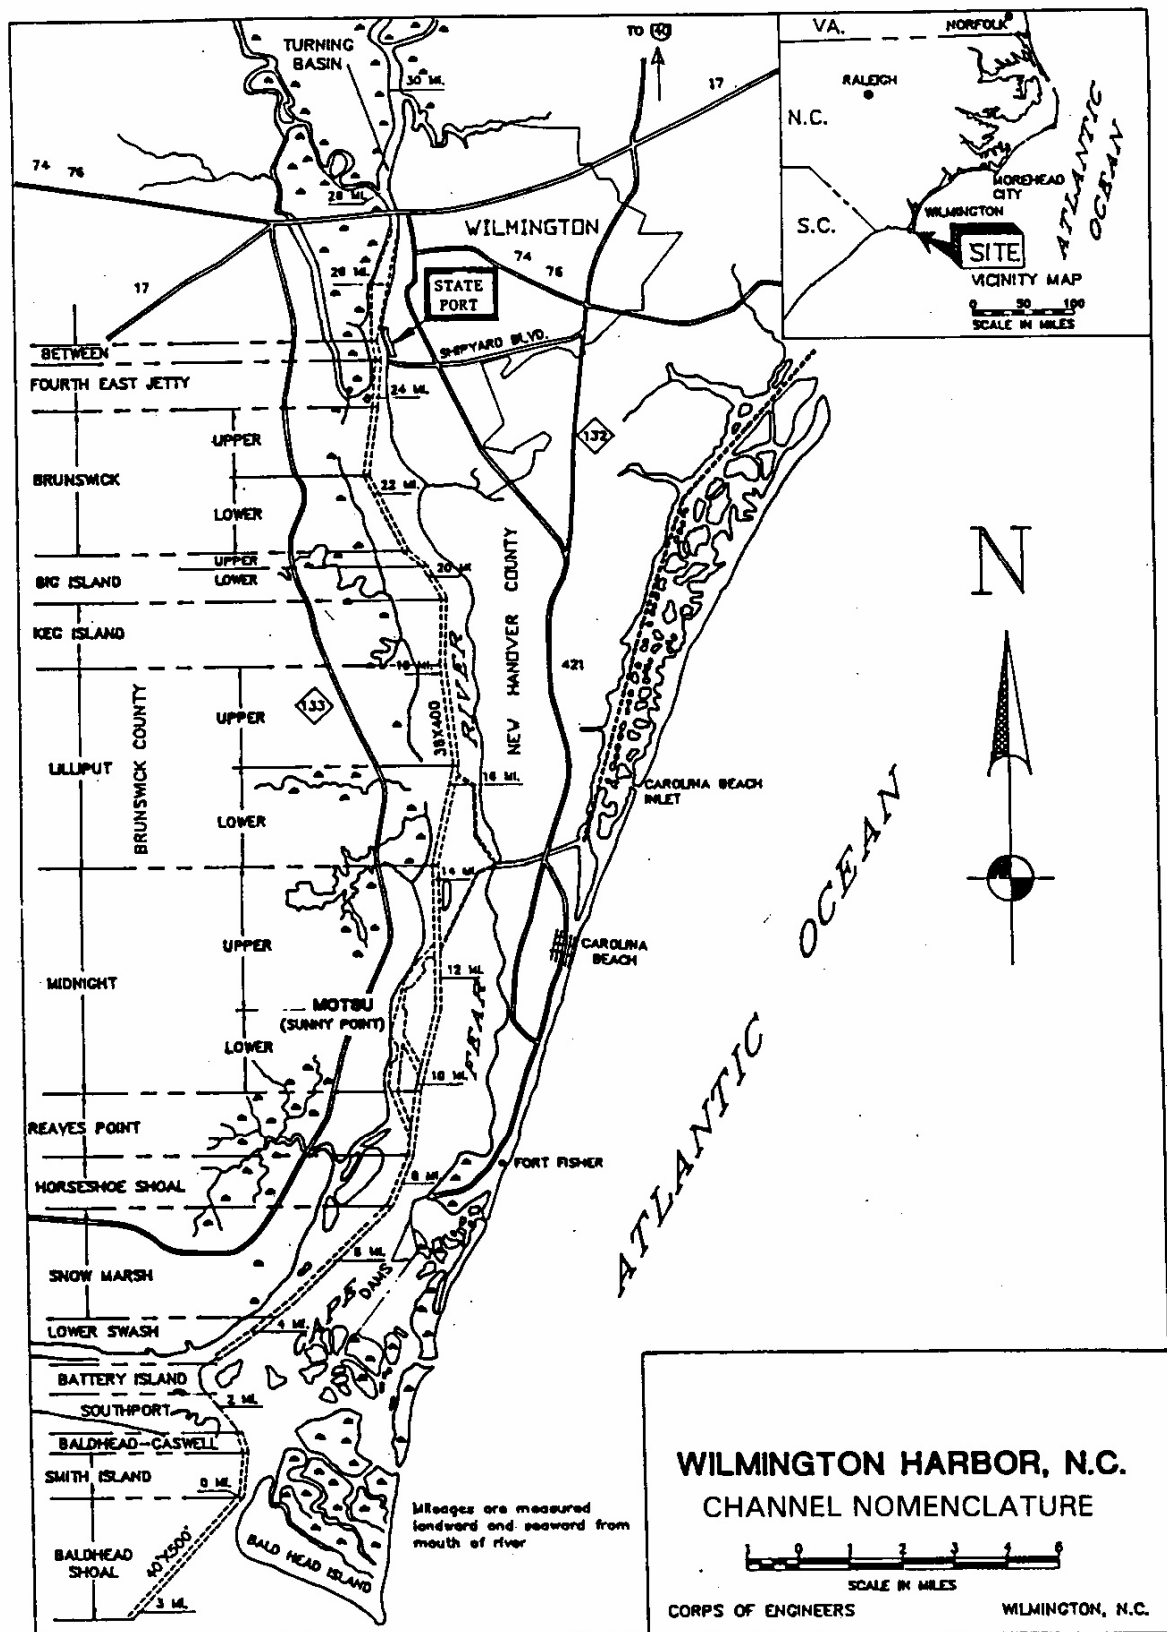 TURNING
BASIN
30 MI.
TO 40
17
VA.
NORFOLK
RALEIGH
N.C.
ATLANTIC
OCEAN
MOREHEAD
CITY
WILMINGTON
S.C.
SITE
VICINITY MAP
0 50 100
SCALE IN MILES
74
76
28 MI.
WILMINGTON
74
76
26 MI.
STATE
PORT
17
BETWEEN
SHIPYARD BLVD.
FOURTH EAST JETTY
24 MI.
UPPER
132
BRUNSWICK
22 MI.
LOWER
UPPER
BIG ISLAND
LOWER
20 MI.
KEG ISLAND
NEW HANOVER COUNTY
N
421
BRUNSWICK COUNTY
133
UPPER
38X400
RIVER
LILLIPUT
16 MI.
CAROLINA BEACH
INLET
LOWER
14 MI.
UPPER
CAROLINA
BEACH
12 MI.
MIDNIGHT
MOTSU
(SUNNY POINT)
FEAR
LOWER
10 MI.
ATLANTIC OCEAN
REAVES POINT
FORT FISHER
8 MI.
HORSESHOE SHOAL
6 MI.
SNOW MARSH
DAMS
LOWER SWASH
4 MI.
BATTERY ISLAND
2 MI.
SOUTHPORT
BALDHEAD-CASWELL
SMITH ISLAND
0 MI.
Mileages are measured
landward and seaward from
mouth of river
BALDHEAD
SHOAL
40'X500'
BALD HEAD ISLAND
3 MI.
WILMINGTON HARBOR, N.C.
CHANNEL NOMENCLATURE
1 0 1 2 3 4 6
SCALE IN MILES
CORPS OF ENGINEERS
WILMINGTON, N.C.